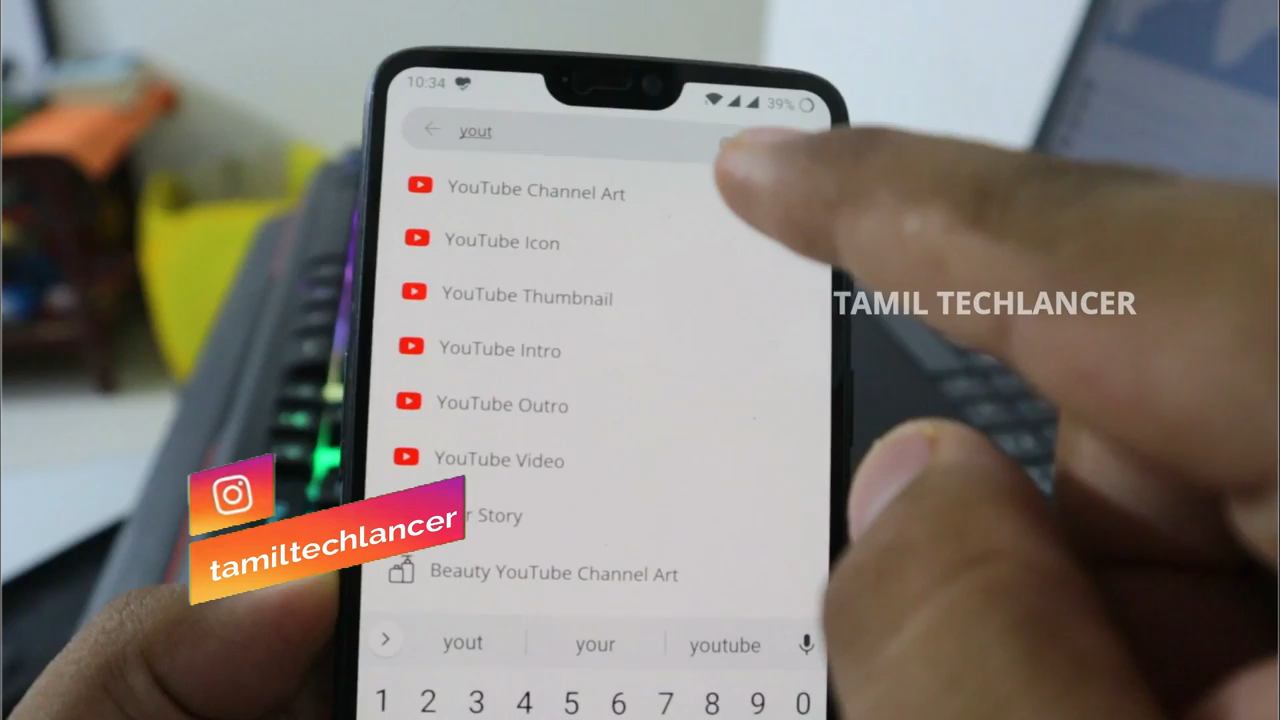 10:34
39%
yout
YouTube Channel Art
YouTube Icon
YouTube Thumbnail
TAMIL TECHLANCER
YouTube Intro
YouTube Outro
YouTube Video
Story
tamiltechlancer
Beauty YouTube Channel Art
yout your youtube
1 2 3 4 5 6 7 8 9 0